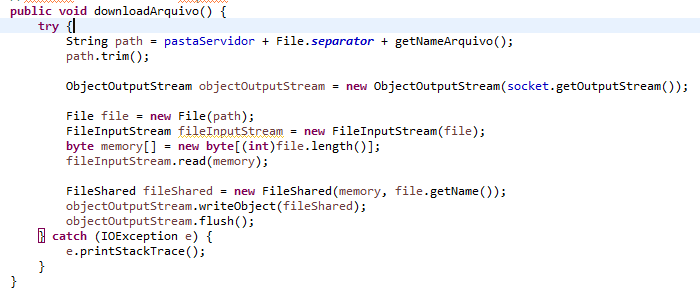 public void downloadArquivo() {
try {
String path = pastaServidor + File.separator + getNameArquivo();
path.trim();
ObjectOutputStream objectOutputStream = new ObjectOutputStream(socket.getOutputStream());
File file = new File(path);
FileInputStream fileInputStream = new FileInputStream(file);
byte memory[] = new byte[(int)file.length()];
fileInputStream.read(memory);
FileShared fileShared = new FileShared(memory, file.getName());
objectOutputStream.writeObject(fileShared);
objectOutputStream.flush();
} catch (IOException e) {
e.printStackTrace();
}
}